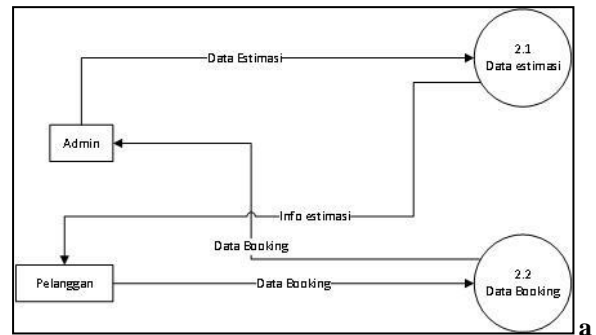 2.1
Data estimasi
Data Estimasi
Admin
Info estimasi
Data Booking
Pelanggan
Data Booking
2.2
Data Booking
a